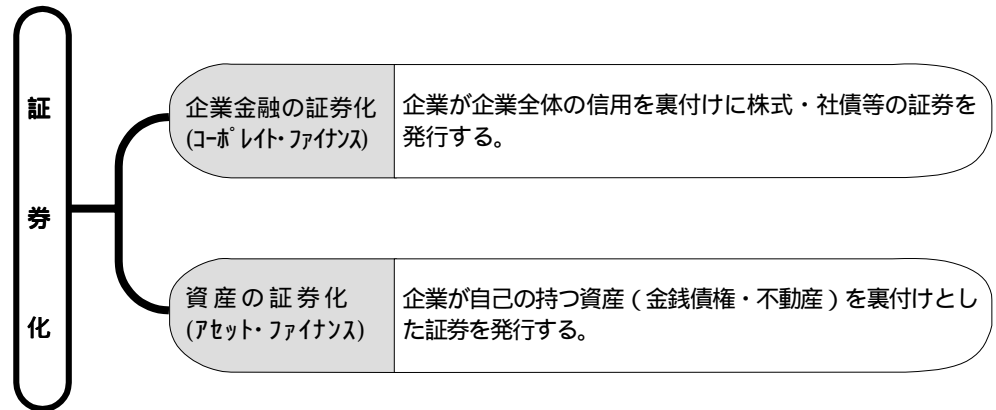 証券化
企業金融の証券化
(ｺｰﾎﾟﾚｲﾄ･ﾌｧｲﾅﾝｽ)
企業が企業全体の信用を裏付けに株式・社債等の証券を
発行する。
資産の証券化
(ｱｾｯﾄ･ﾌｧｲﾅﾝｽ)
企業が自己の持つ資産（金銭債権・不動産）を裏付けとし
た証券を発行する。